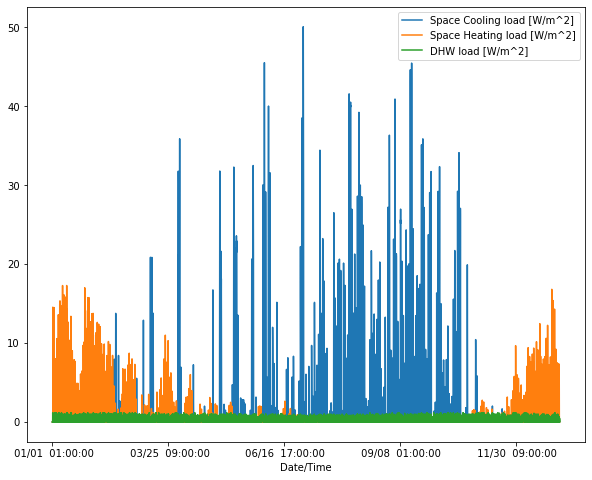 Space Cooling load [W/m^2]
Space Heating load [W/m^2]
DHW load [W/m^2]
50
40
30
20
10
0
01/01 01:00:00
03/25 09:00:00
06/16 17:00:00
09/08 01:00:00
11/30 09:00:00
Date/Time